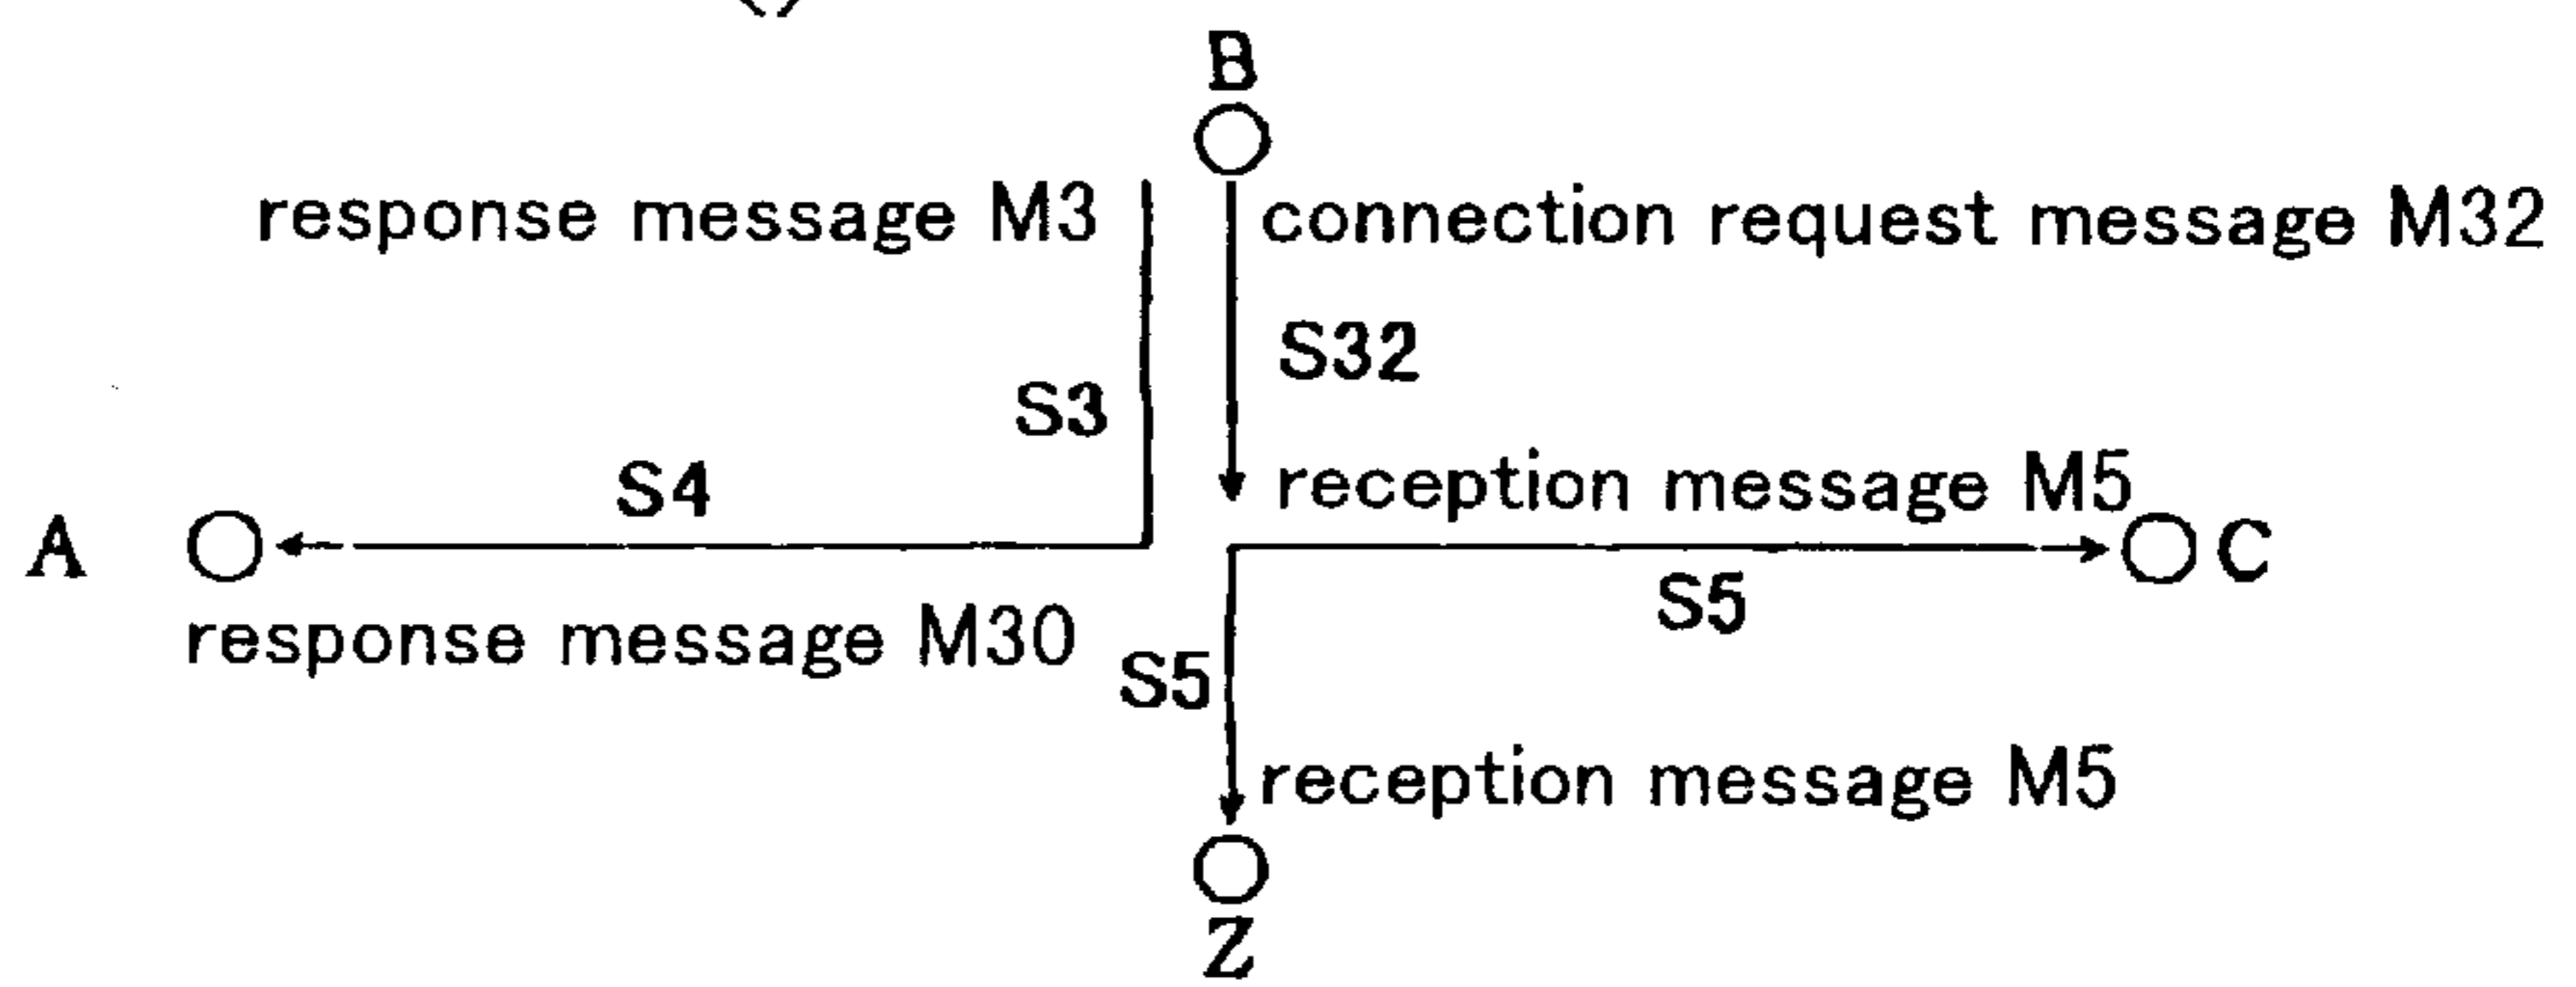 B
response message M3
connection request message M32
S32
S3
S4
reception message M5
A
C
S5
response message M30
S5
reception message M5
Z